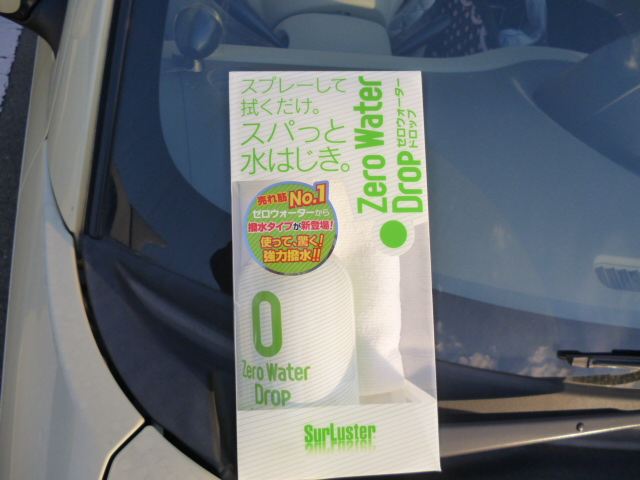 スプレーして
拭くだけ。
スパっと
水はじき。
Zero Water
Drop
ゼロウォーター
ドロップ
売れ筋No.1
ゼロウォーターから
撥水タイプが新登場!
使って、驚く!
強力撥水!!
0
Zero Water
Drop
SurLuster